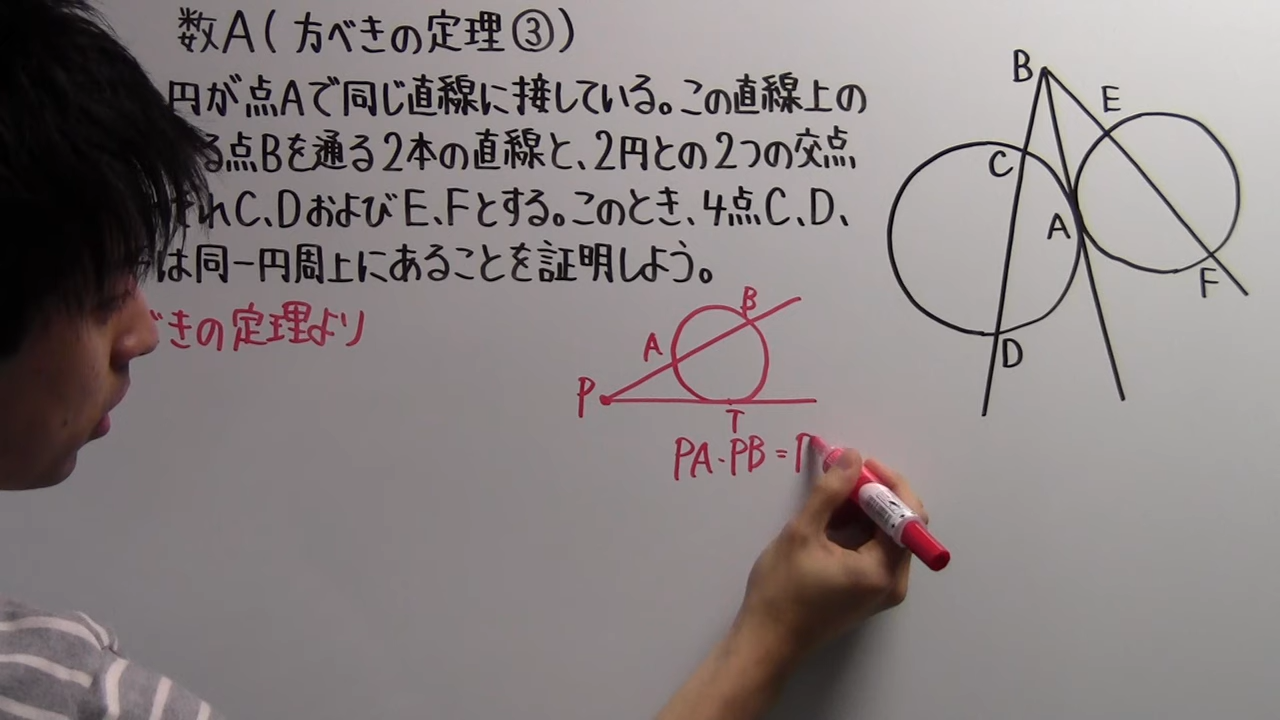 数A(方べきの定理③)
円が点Aで同じ直線に接している。この直線上の
る点Bを通る2本の直線と、2円との2つの交点
れC、DおよびE、Fとする。このとき、4点C、D、
は同一円周上にあることを証明しよう。
べきの定理より
P
A
B
T
PA・PB=P
B
E
C
A
F
D